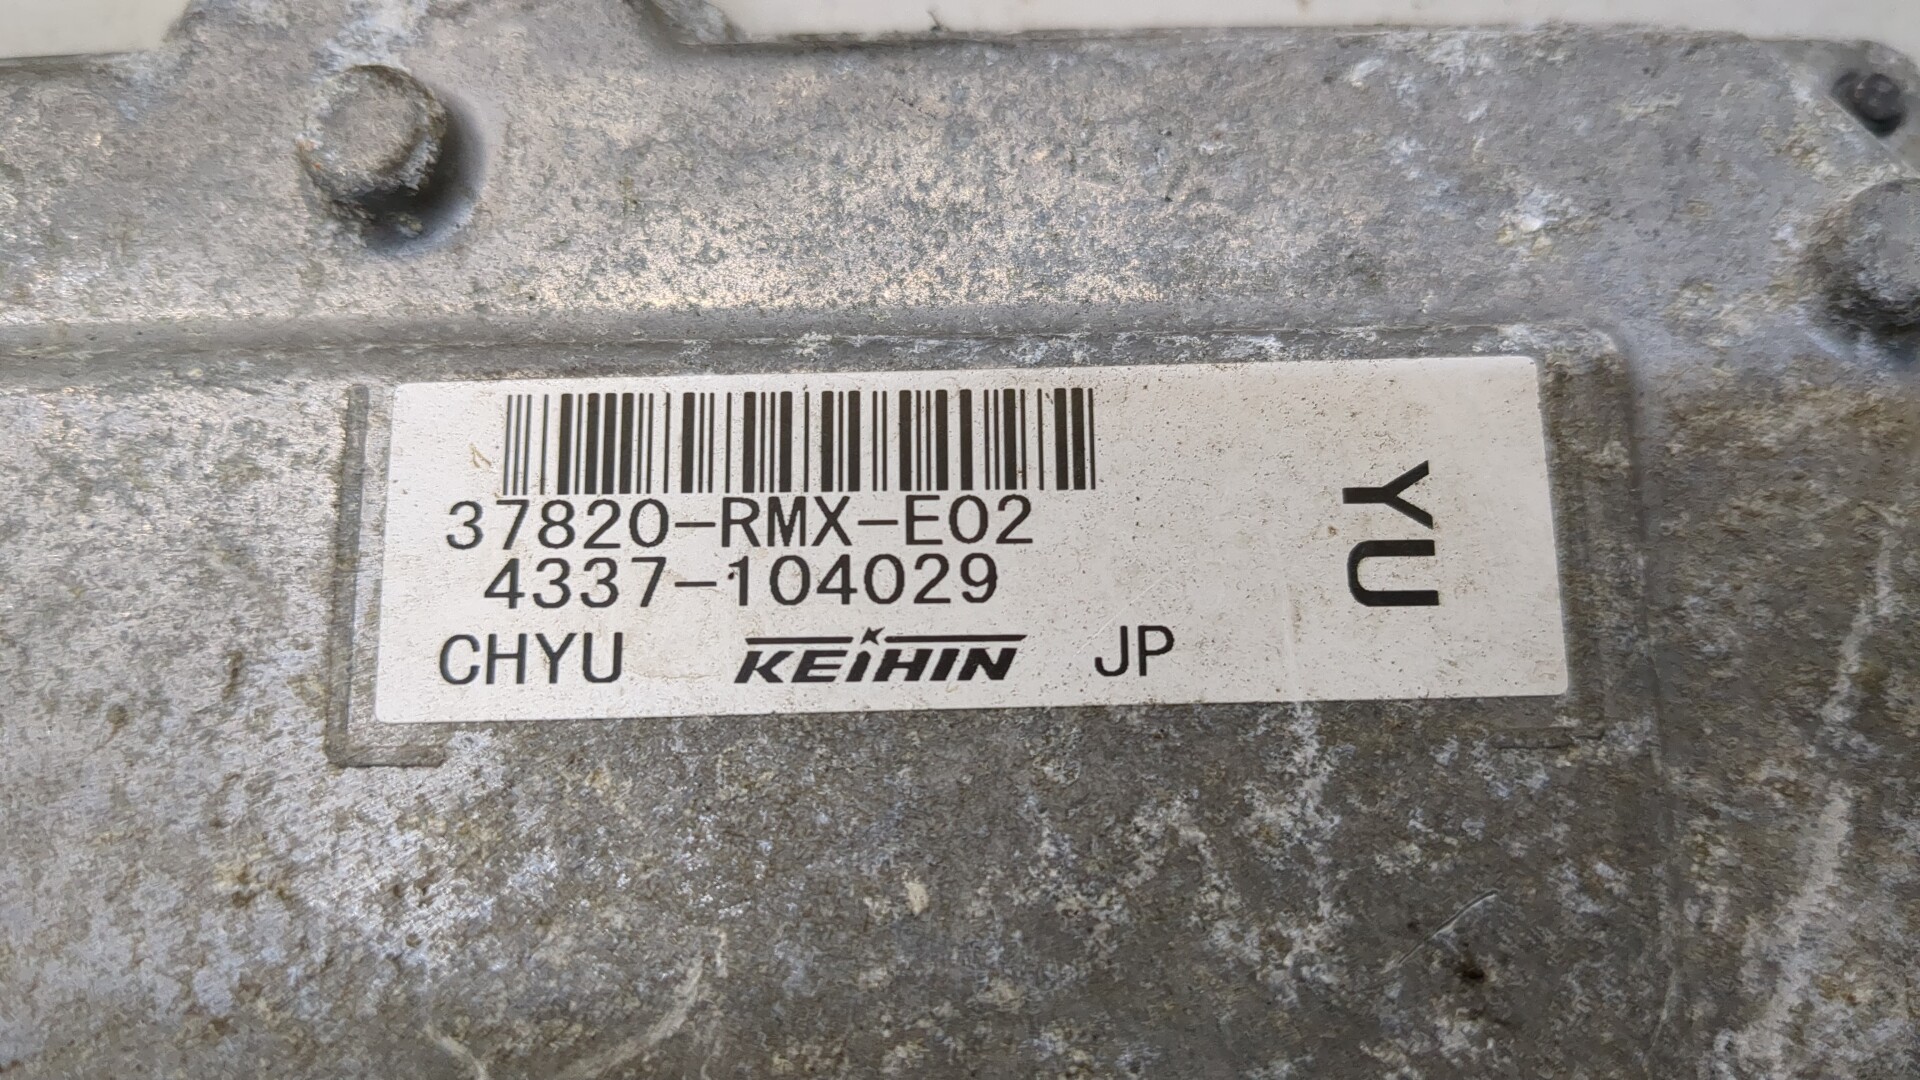 37820-RMX-E02
4337-104029
CHYU KEIHIN JP
YU